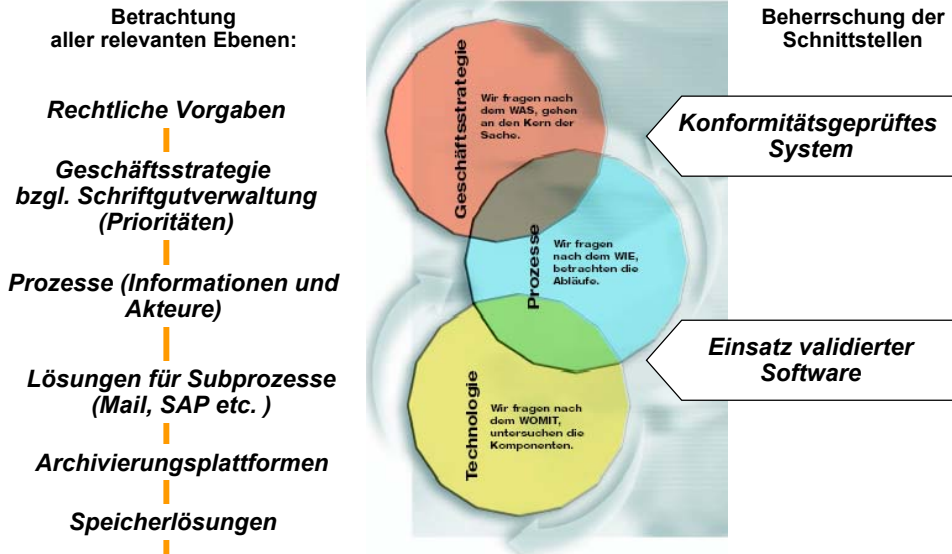 Betrachtung
aller relevanten Ebenen:
Rechtliche Vorgaben
Geschäftsstrategie
bzgl. Schriftgutverwaltung
(Prioritäten)
Prozesse (Informationen und
Akteure)
Lösungen für Subprozesse
(Mail, SAP etc. )
Archivierungsplattformen
Speicherlösungen
Geschäftsstrategie
Wir fragen nach
dem WAS, gehen
an den Kern der
Sache.
Prozesse
Wir fragen
nach dem WIE,
betrachten die
Abläufe.
Technologie
Wir fragen nach
dem WOMIT,
untersuchen die
Komponenten.
Beherrschung der
Schnittstellen
Konformitätsgeprüftes
System
Einsatz validierter
Software